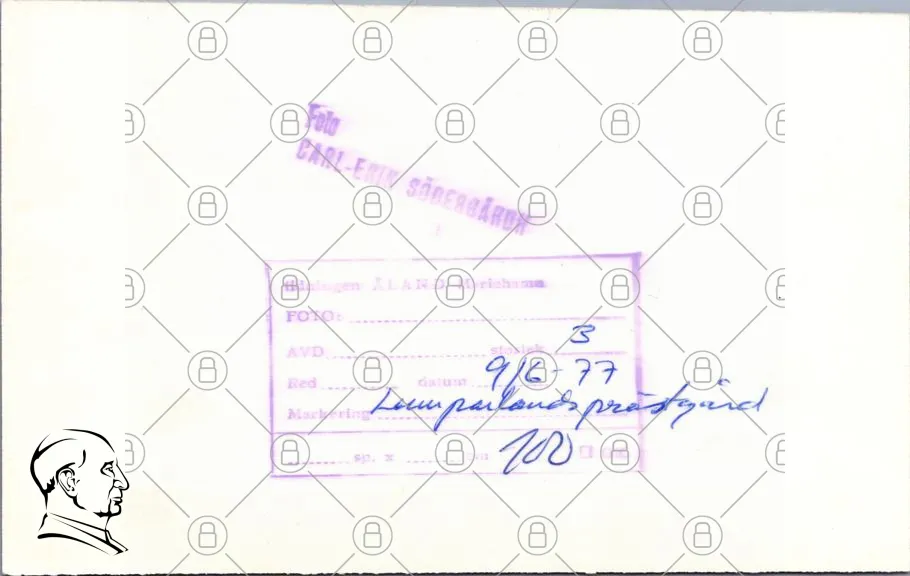 Foto
CARL-ERIK SÖDERGÅRDH
Tidningen ÅLAND Mariehamn
FOTO:
AVD storlek B
Red datum 9/6-77
Markering Lumparlands prästgård
sp. x mm 100